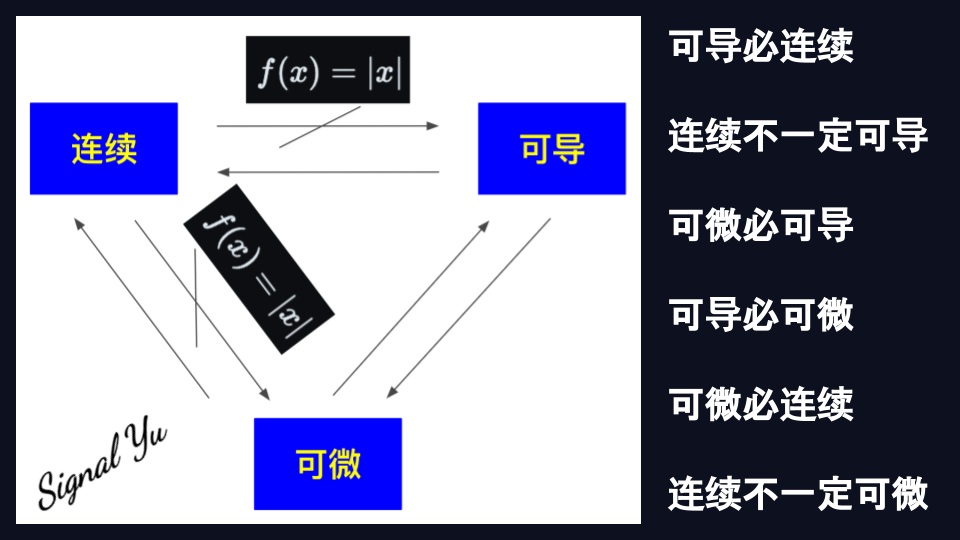 f(x) = |x|
连续
可导
f(x) = |x|
可微
Signal Yu
可导必连续
连续不一定可导
可微必可导
可导必可微
可微必连续
连续不一定可微